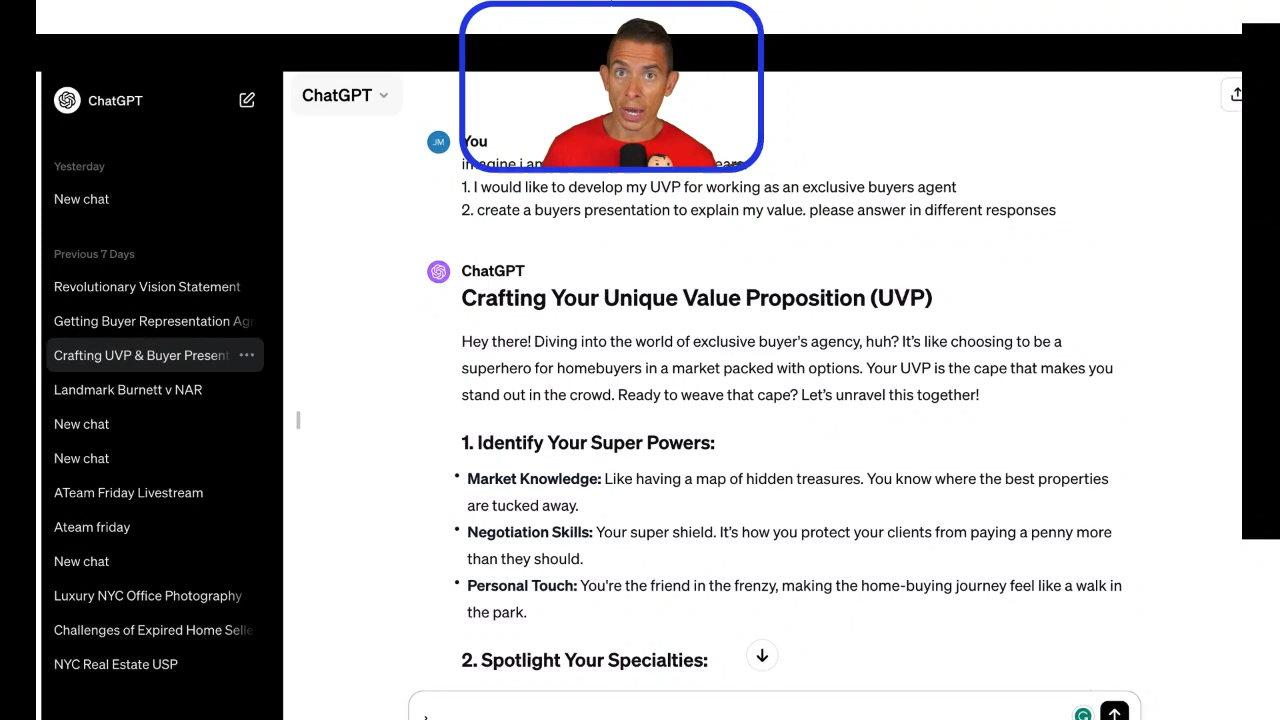 ChatGPT
Yesterday
New chat
Previous 7 Days
Revolutionary Vision Statement
Getting Buyer Representation
Crafting UVP & Buyer
Landmark Burnett v NAR
New chat
New chat
ATeam Friday Livestream
Ateam friday
New chat
Luxury NYC Office Photography
Challenges of Expired Home
NYC Real Estate USP
ChatGPT
JM
You
imagine i
1. I would like to develop my UVP for working as an exclusive buyers agent
2. create a buyers presentation to explain my value. please answer in different responses
ChatGPT
Crafting Your Unique Value Proposition (UVP)
Hey there! Diving into the world of exclusive buyer's agency, huh? It's like choosing to be a
superhero for homebuyers in a market packed with options. Your UVP is the cape that makes you
stand out in the crowd. Ready to weave that cape? Let's unravel this together!
1. Identify Your Super Powers:
• Market Knowledge: Like having a map of hidden treasures. You know where the best properties
are tucked away.
• Negotiation Skills: Your super shield. It's how you protect your clients from paying a penny more
than they should.
• Personal Touch: You're the friend in the frenzy, making the home-buying journey feel like a walk in
the park.
2. Spotlight Your Specialties: